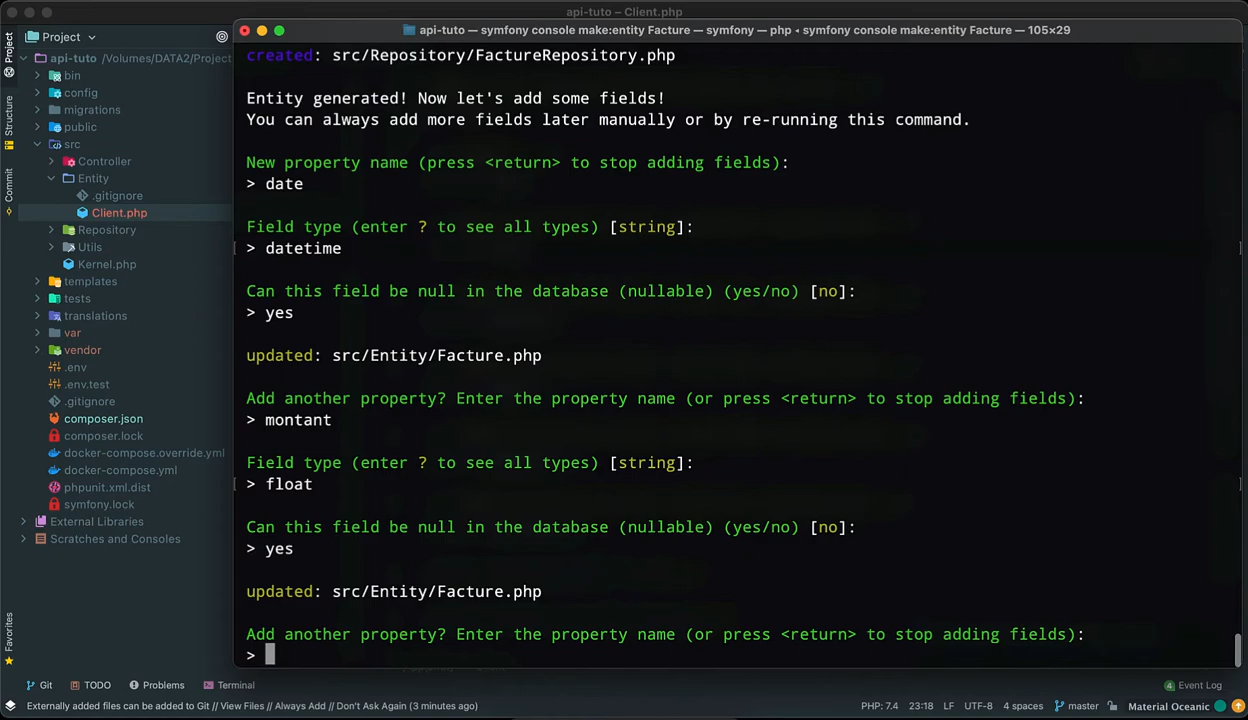 api-tuto – Client.php
Project
api-tuto — symfony console make:entity Facture — symfony — php ◂ symfony console make:entity Facture — 105×29
api-tuto /Volumes/DATA2/Project
bin
config
migrations
public
src
Controller
Entity
.gitignore
Client.php
Repository
Utils
Kernel.php
templates
tests
translations
var
vendor
.env
.env.test
.gitignore
composer.json
composer.lock
docker-compose.override.yml
docker-compose.yml
phpunit.xml.dist
symfony.lock
External Libraries
Scratches and Consoles
Project
Structure
Commit
Favorites
created: src/Repository/FactureRepository.php
Entity generated! Now let's add some fields!
You can always add more fields later manually or by re-running this command.
New property name (press <return> to stop adding fields):
> date
Field type (enter ? to see all types) [string]:
> datetime
Can this field be null in the database (nullable) (yes/no) [no]:
> yes
updated: src/Entity/Facture.php
Add another property? Enter the property name (or press <return> to stop adding fields):
> montant
Field type (enter ? to see all types) [string]:
> float
Can this field be null in the database (nullable) (yes/no) [no]:
> yes
updated: src/Entity/Facture.php
Add another property? Enter the property name (or press <return> to stop adding fields):
>
Git TODO Problems Terminal 4 Event Log
Externally added files can be added to Git // View Files // Always Add // Don't Ask Again (3 minutes ago) PHP: 7.4 23:18 LF UTF-8 4 spaces master Material Oceanic